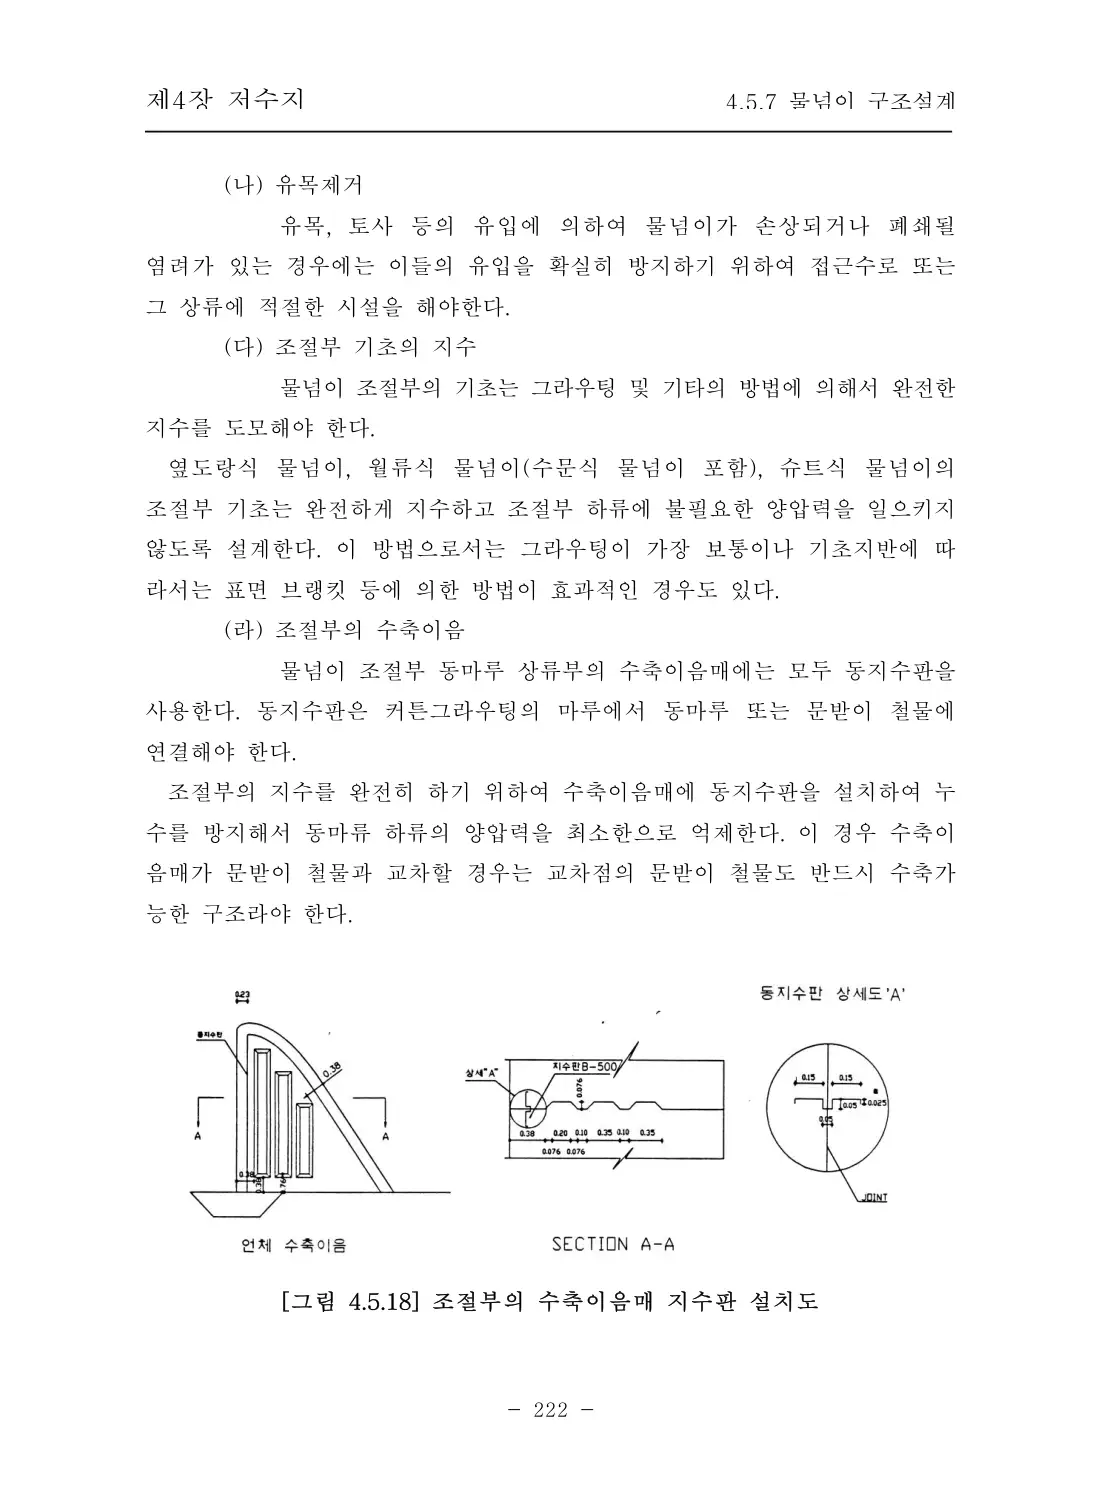 제4장 저수지
4.5.7 물넘이 구조설계
(나) 유목제거
유목, 토사 등의 유입에 의하여 물넘이가 손상되거나 폐쇄될
염려가 있는 경우에는 이들의 유입을 확실히 방지하기 위하여 접근수로 또는
그 상류에 적절한 시설을 해야한다.
(다) 조절부 기초의 지수
물넘이 조절부의 기초는 그라우팅 및 기타의 방법에 의해서 완전한
지수를 도모해야 한다.
옆도랑식 물넘이, 월류식 물넘이(수문식 물넘이 포함), 슈트식 물넘이의
조절부 기초는 완전하게 지수하고 조절부 하류에 불필요한 양압력을 일으키지
않도록 설계한다. 이 방법으로서는 그라우팅이 가장 보통이나 기초지반에 따
라서는 표면 브랭킷 등에 의한 방법이 효과적인 경우도 있다.
(라) 조절부의 수축이음
물넘이 조절부 동마루 상류부의 수축이음매에는 모두 동지수판을
사용한다. 동지수판은 커튼그라우팅의 마루에서 동마루 또는 문받이 철물에
연결해야 한다.
조절부의 지수를 완전히 하기 위하여 수축이음매에 동지수판을 설치하여 누
수를 방지해서 동마류 하류의 양압력을 최소한으로 억제한다. 이 경우 수축이
음매가 문받이 철물과 교차할 경우는 교차점의 문받이 철물도 반드시 수축가
능한 구조라야 한다.
0.23
동지수판
0.38
A
A
0.38
0.38
0.76
언체 수축이음
상세"A"
지수판B-500
0.076
0.38 0.20 0.10 0.35 0.10 0.35
0.076 0.076
SECTION A-A
동지수판 상세도'A'
0.15 0.15
0.05 0.025
0.05
JOINT
[그림 4.5.18] 조절부의 수축이음매 지수판 설치도
- 222 -